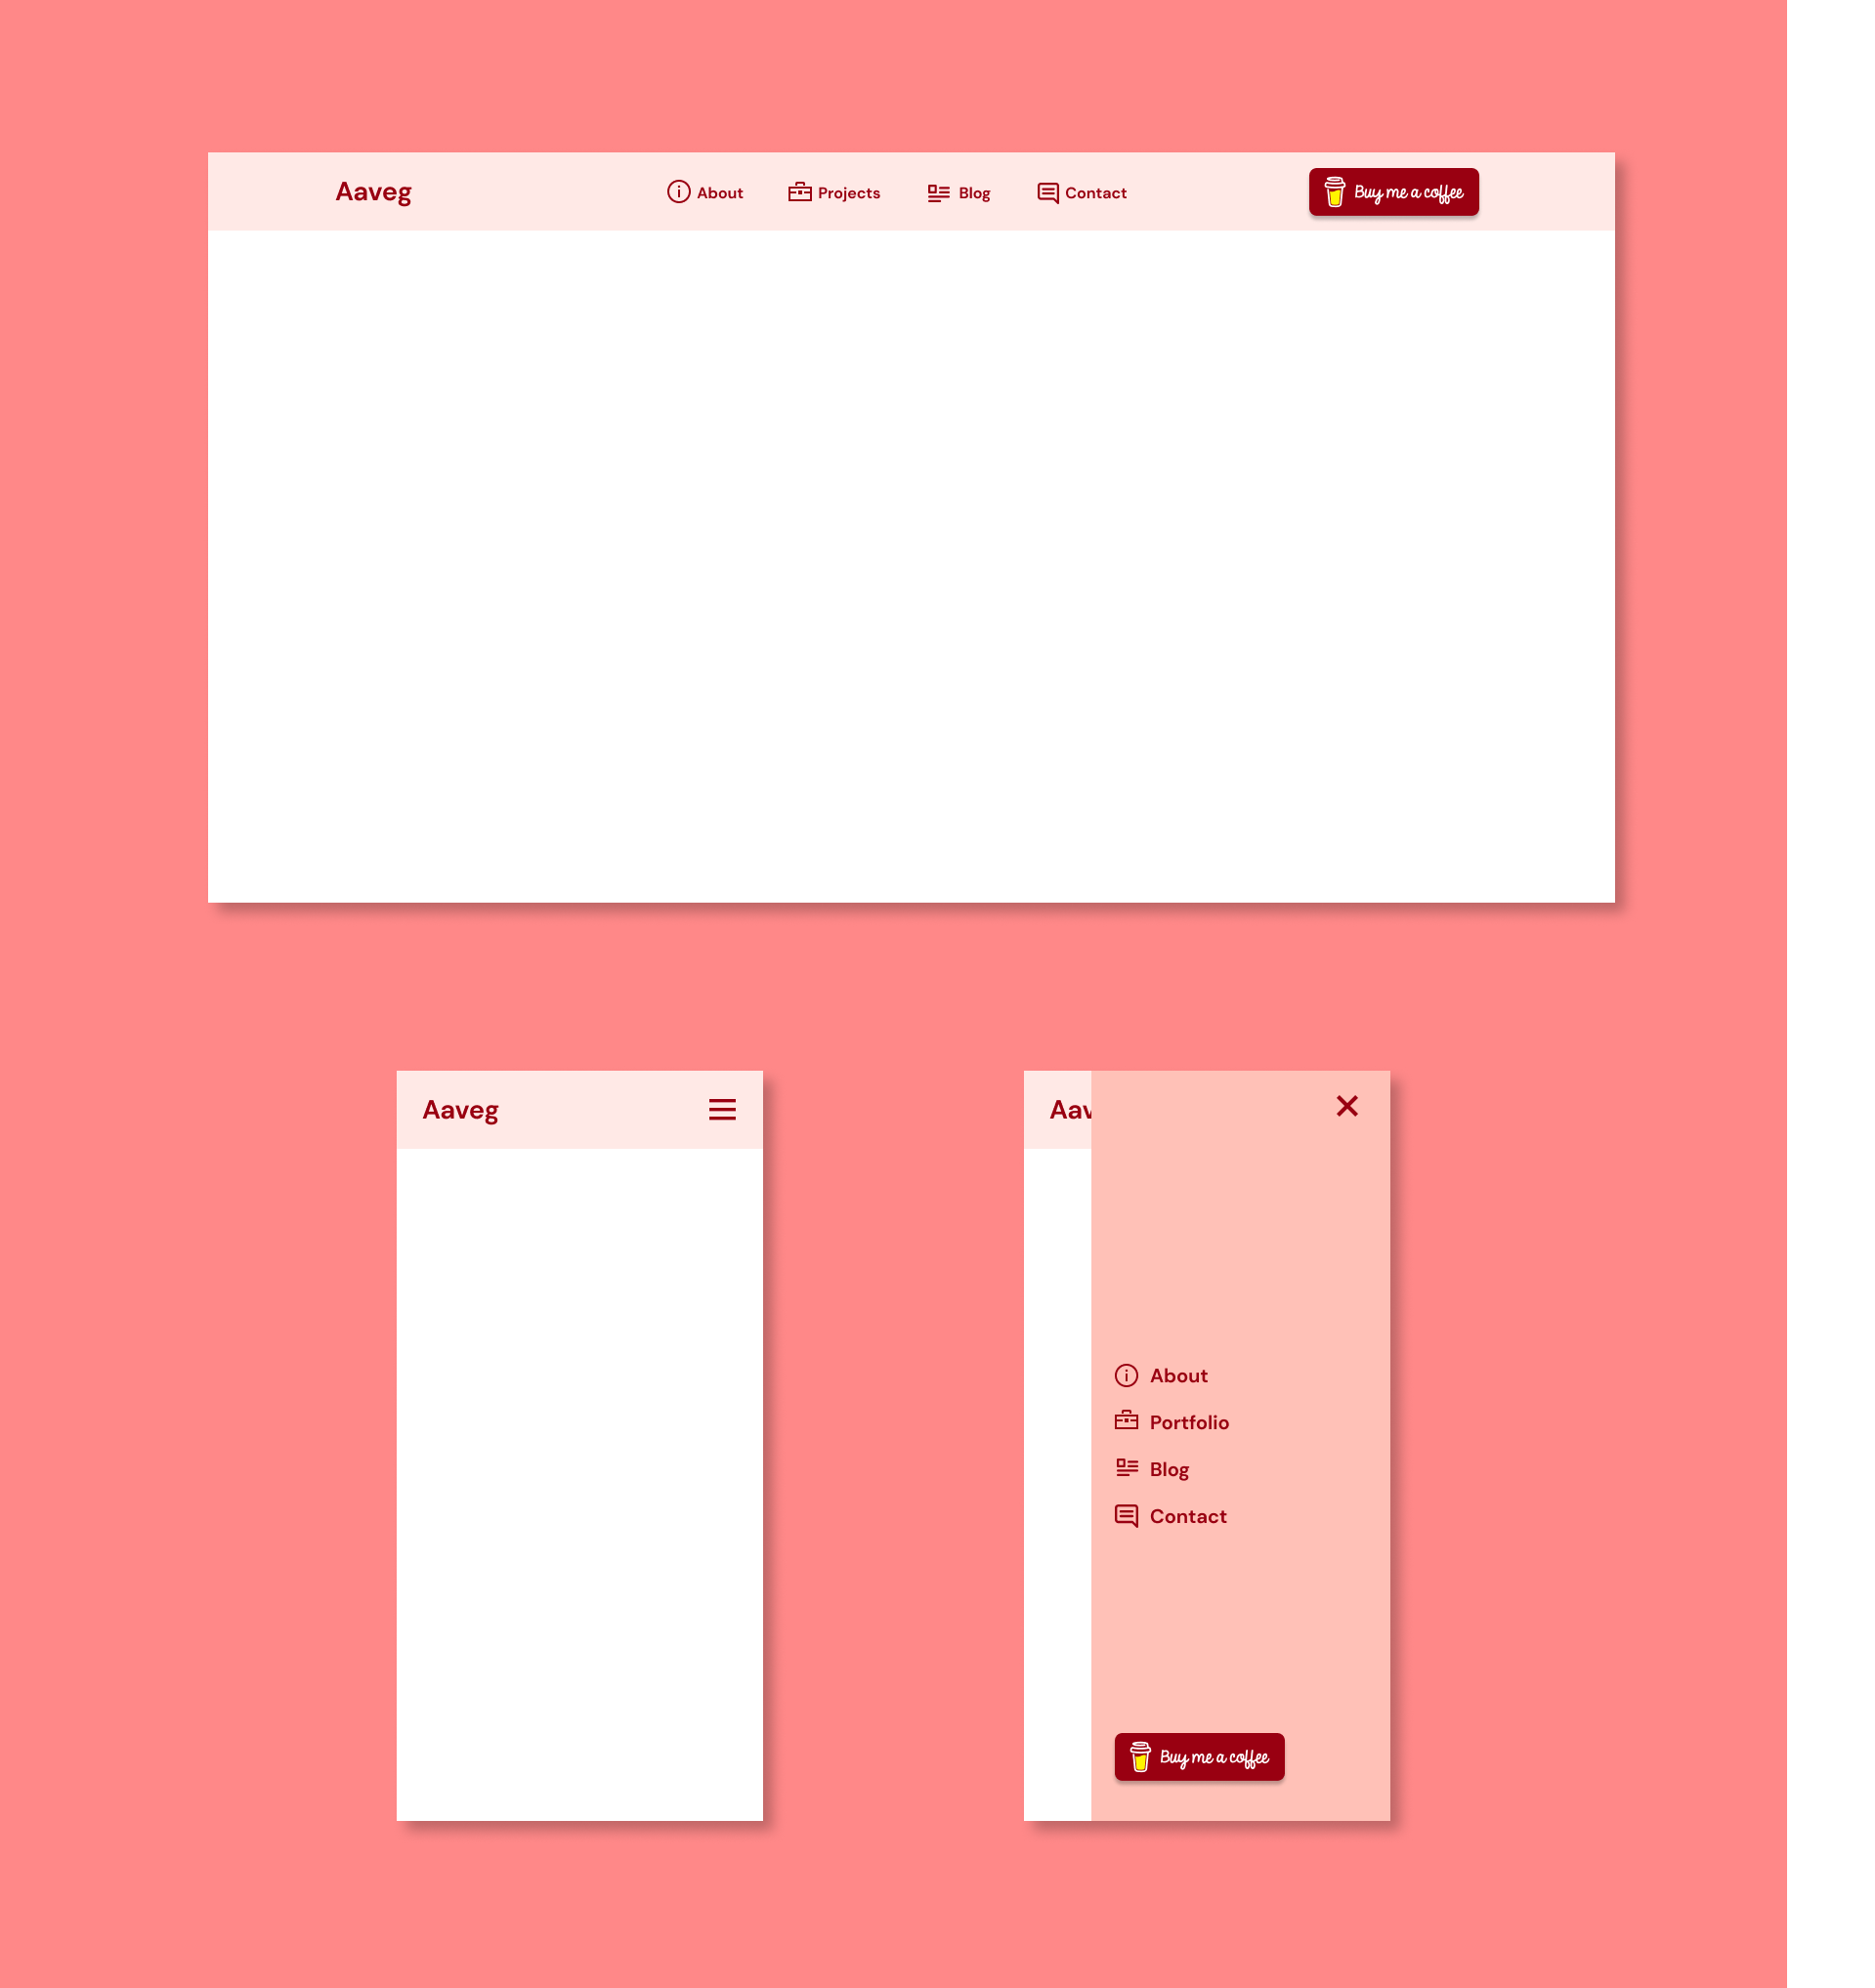 Aaveg
About
Projects
Blog
Contact
Buy me a coffee
Aaveg
Aav
About
Portfolio
Blog
Contact
Buy me a coffee